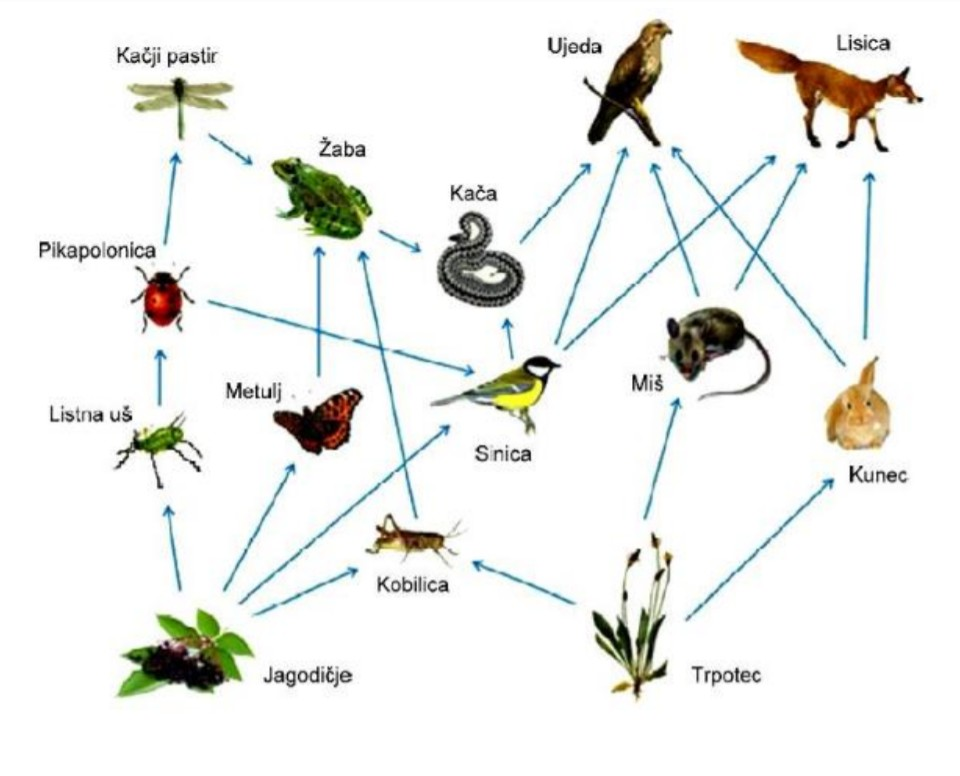 Ujeda
Lisica
Kačji pastir
Žaba
Kača
Pikapolonica
Miš
Metulj
Listna uš
Sinica
Kunec
Kobilica
Jagodičje
Trpotec